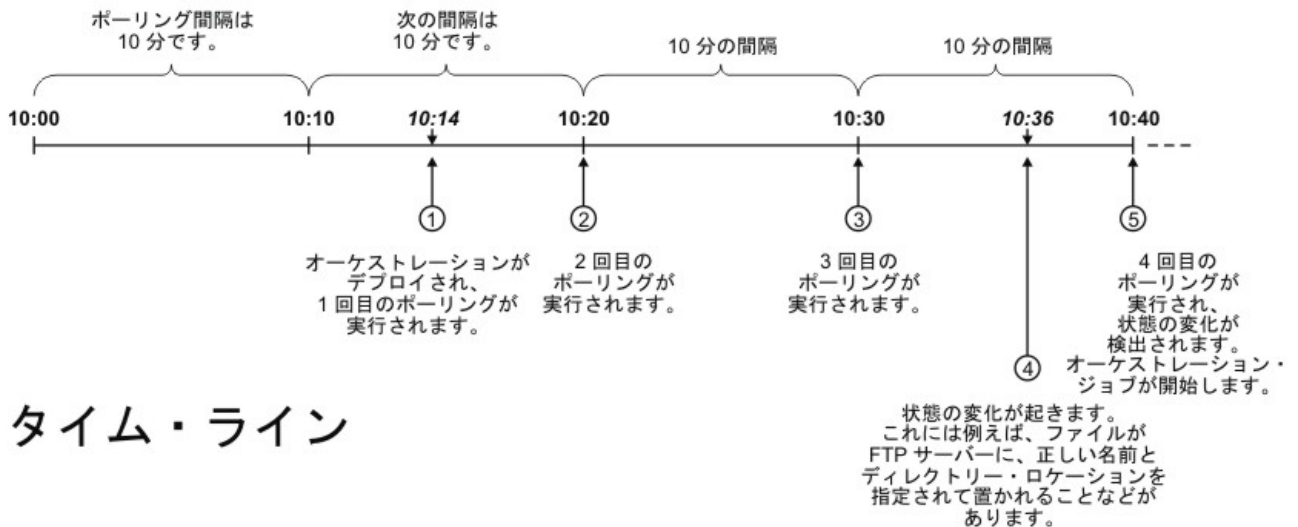 ポーリング間隔は
10 分です。
次の間隔は
10 分です。
10 分の間隔
10 分の間隔
10:00
10:10
10:14
10:20
10:30
10:36
10:40
①
②
③
④
⑤
オーケストレーションが
デプロイされ、
1 回目のポーリングが
実行されます。
2 回目の
ポーリングが
実行されます。
3 回目の
ポーリングが
実行されます。
4 回目の
ポーリングが
実行され、
状態の変化が
検出されます。
オーケストレーション・
ジョブが開始します。
状態の変化が起きます。
これには例えば、ファイルが
FTP サーバーに、正しい名前と
ディレクトリー・ロケーションを
指定されて置かれることなどが
あります。
タイム・ライン